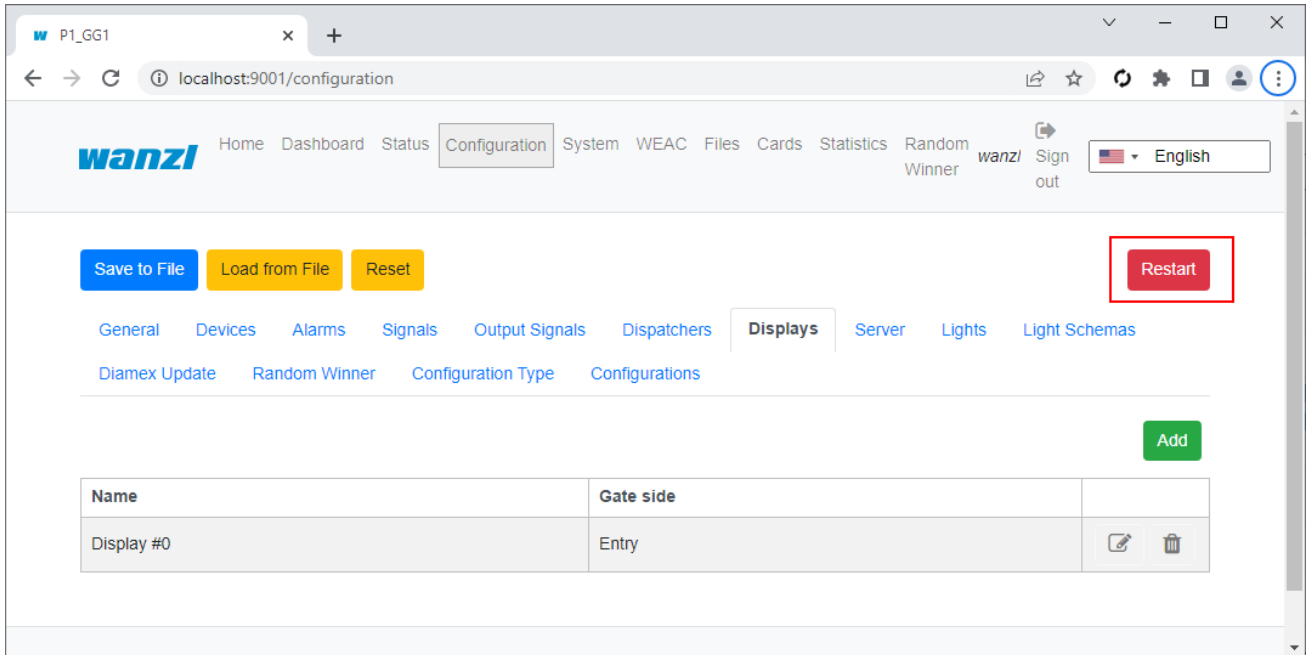 P1_GG1
localhost:9001/configuration
wanzl Home Dashboard Status Configuration System WEAC Files Cards Statistics Random Winner wanzl Sign out English
Save to File Load from File Reset Restart
General Devices Alarms Signals Output Signals Dispatchers Displays Server Lights Light Schemas
Diamex Update Random Winner Configuration Type Configurations
Add
Name Gate side
Display #0 Entry